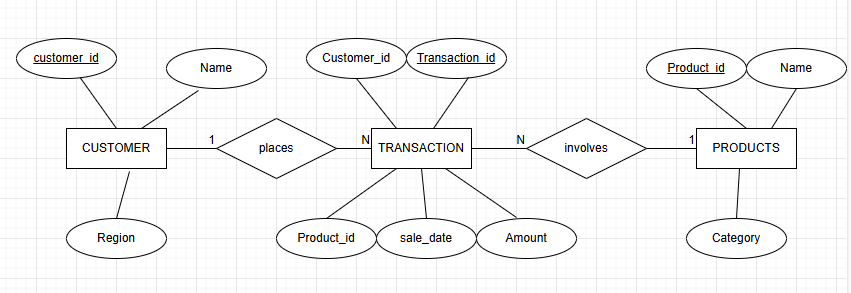 customer_id
Name
Customer_id
Transaction_id
Product_id
Name
CUSTOMER
1
places
N
TRANSACTION
N
involves
1
PRODUCTS
Region
Product_id
sale_date
Amount
Category